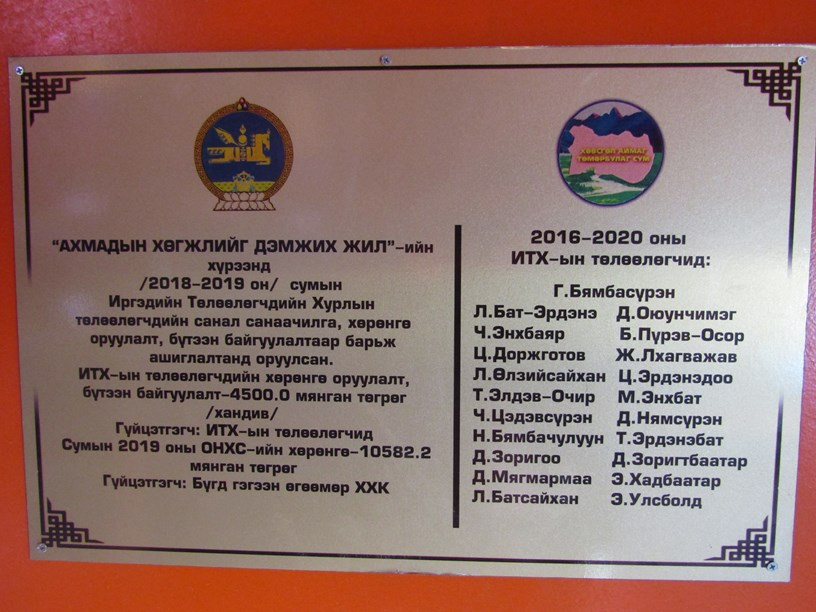 "АХМАДЫН ХӨГЖЛИЙГ ДЭМЖИХ ЖИЛ"-ийн
хүрээнд
/2018-2019 он/ сумын
Иргэдийн Төлөөлөгчдийн Хурлын
төлөөлөгчдийн санал санаачилга, хөрөнгө
оруулалт, бүтээн байгуулалтаар барьж
ашиглалтанд оруулсан.
ИТХ-ын төлөөлөгчдийн хөрөнгө оруулалт,
бүтээн байгуулалт-4500.0 мянган төгрөг
/хандив/
Гүйцэтгэгч: ИТХ-ын төлөөлөгчид
Сумын 2019 оны ОНХС-ийн хөрөнгө-10582.2
мянган төгрөг
Гүйцэтгэгч: Бүгд гэгээн өгөөмөр ХХК
ХӨВСГӨЛ АЙМАГ
ТӨМӨРБУЛАГ СУМ
2016-2020 оны
ИТХ-ын төлөөлөгчид:
Г.Бямбасүрэн
Л.Бат-Эрдэнэ Д.Оюунчимэг
Ч.Энхбаяр Б.Пүрэв-Осор
Ц.Доржготов Ж.Лхагважав
Л.Өлзийсайхан Ц.Эрдэнэдоо
Т.Элдэв-Очир М.Энхбат
Ч.Цэдэвсүрэн Д.Нямсүрэн
Н.Бямбачулуун Т.Эрдэнэбат
Д.Зоригоо Д.Зоригтбаатар
Д.Мягмармаа Э.Хадбаатар
Л.Батсайхан Э.Улсболд